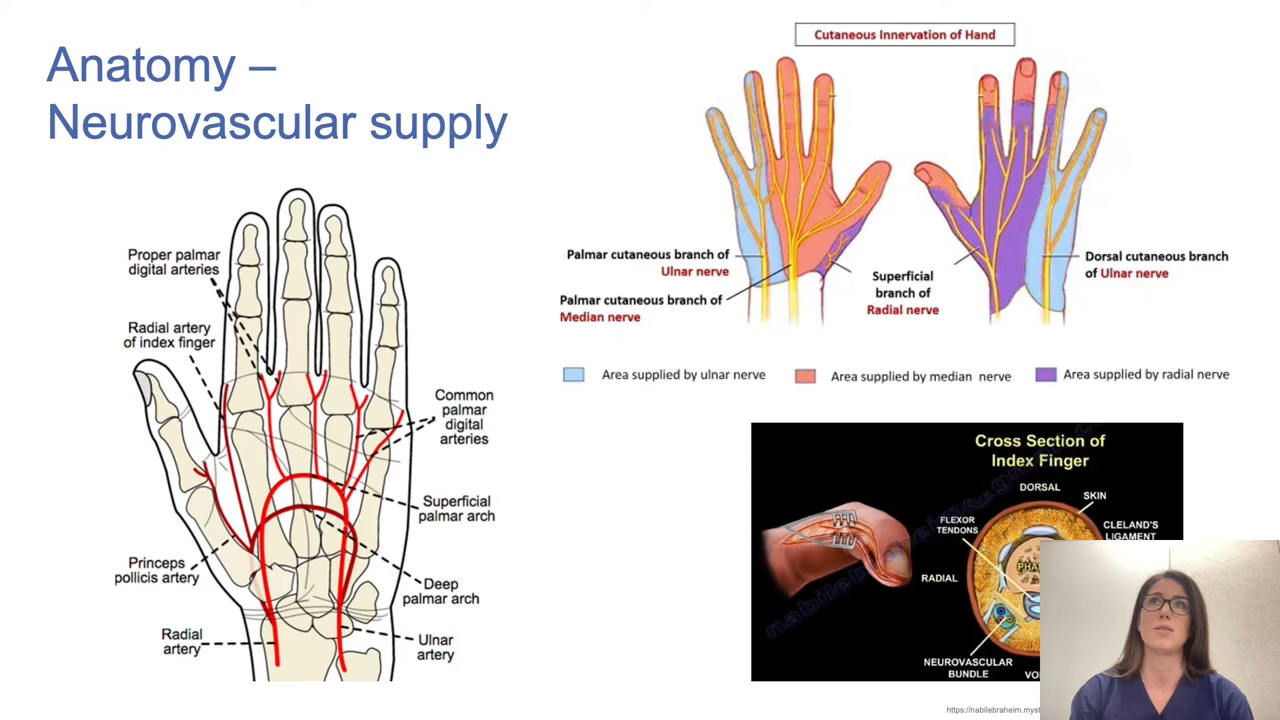 Anatomy –
Neurovascular supply
Proper palmar
digital arteries
Radial artery
of index finger
Common
palmar
digital
arteries
Superficial
palmar arch
Princeps
pollicis artery
Deep
palmar arch
Radial
artery
Ulnar
artery
Cutaneous Innervation of Hand
Palmar cutaneous branch of
Ulnar nerve
Palmar cutaneous branch of
Median nerve
Superficial
branch of
Radial nerve
Dorsal cutaneous branch
of Ulnar nerve
Area supplied by ulnar nerve
Area supplied by median nerve
Area supplied by radial nerve
Cross Section of
Index Finger
DORSAL
SKIN
FLEXOR
TENDONS
CLELAND'S
LIGAMENT
RADIAL
NEUROVASCULAR
BUNDLE